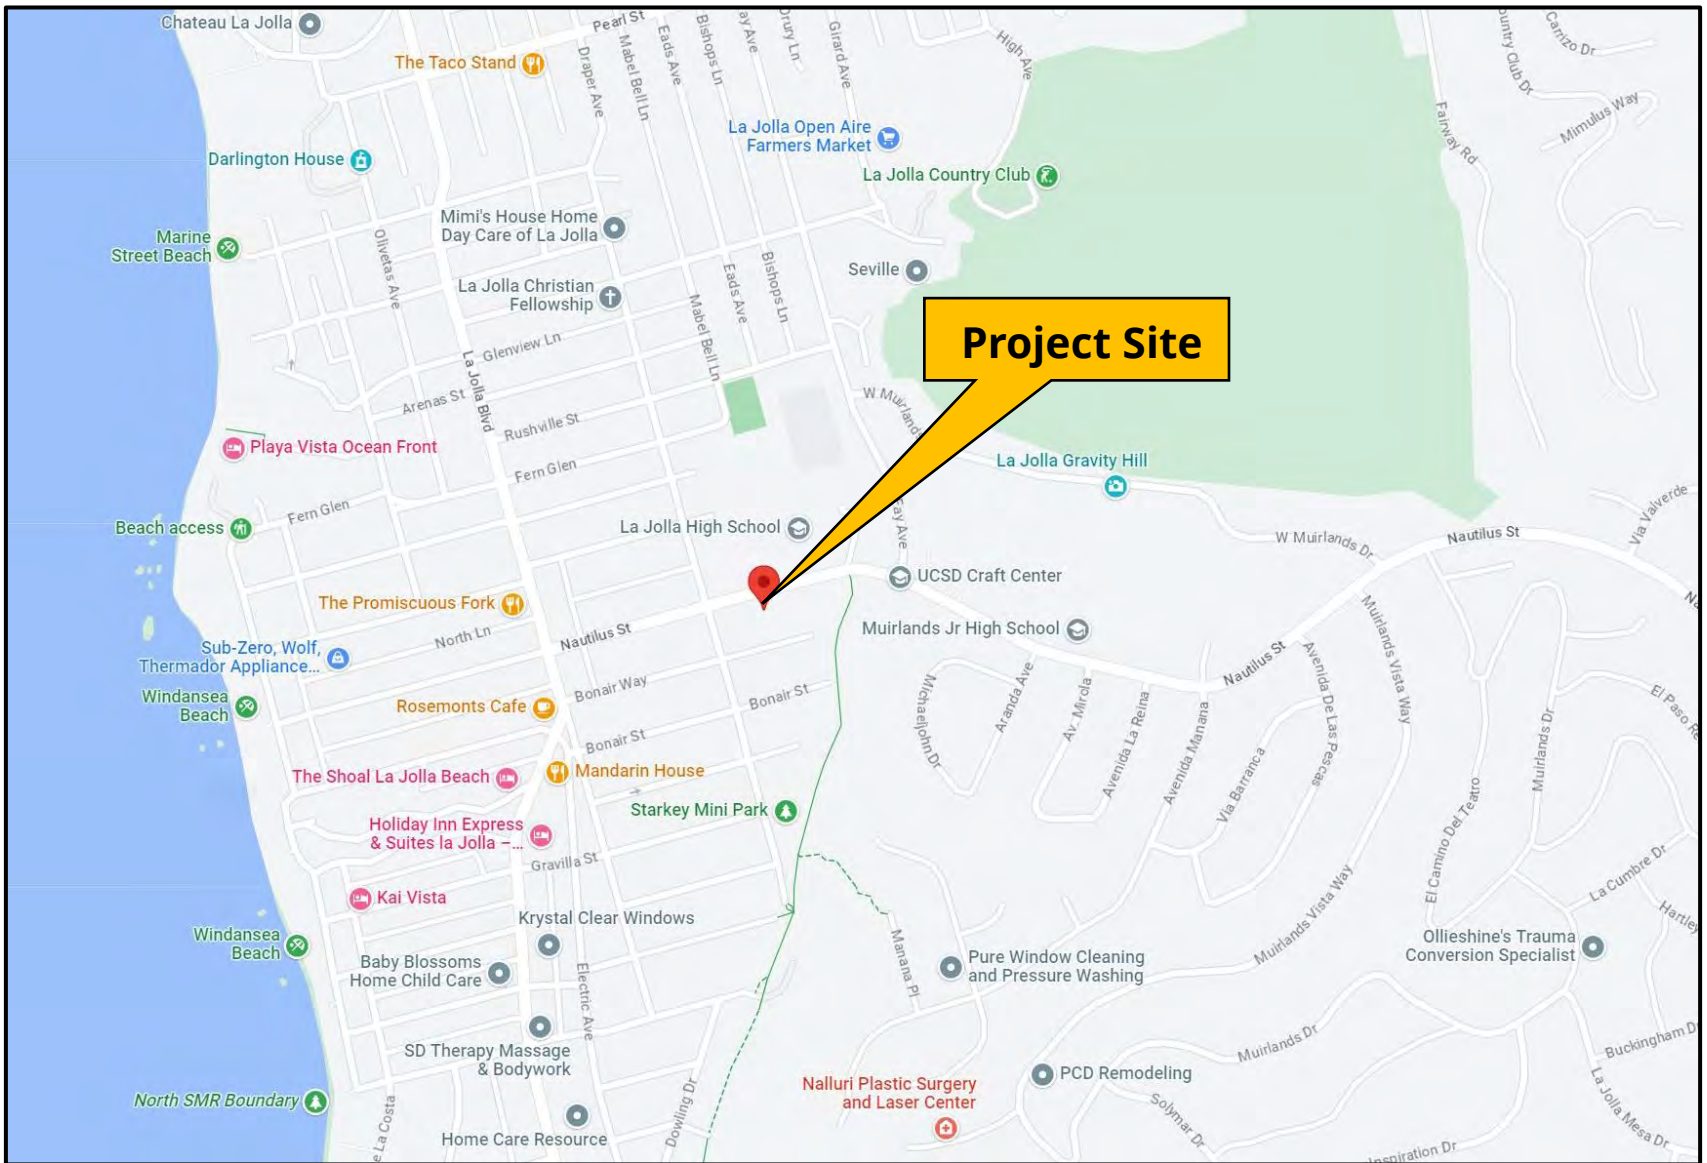 Chateau La Jolla
Pearl St
The Taco Stand
Draper Ave
Mabel Bell Ln
Eads Ave
Bishops Ln
ay Ave
Drury Ln
Girard Ave
High Ave
ountry Club Dr
Carrizo Dr
Mimulus Way
Fairway Rd
La Jolla Open Aire
Farmers Market
Darlington House
La Jolla Country Club
Marine
Street Beach
Olivetas Ave
Mimi's House Home
Day Care of La Jolla
La Jolla Christian
Fellowship
Eads Ave
Bishops Ln
Mabel Bell Ln
Seville
Project Site
Glenview Ln
La Jolla Blvd
Arenas St
Rushville St
W Muirlands
Playa Vista Ocean Front
Fern Glen
La Jolla Gravity Hill
Fern Glen
Beach access
La Jolla High School
Fay Ave
W Muirlands Dr
Nautilus St
Via Valverde
UCSD Craft Center
The Promiscuous Fork
North Ln
Nautilus St
Muirlands Jr High School
Na
Sub-Zero, Wolf,
Thermador Appliance...
Nautilus St
Muirlands Vista Way
Windansea
Beach
Rosemonts Cafe
Bonair Way
Bonair St
Michaeljohn Dr
Aranda Ave
Av. Mirola
Avenida La Reina
Avenida Manana
Avenida De Las Pescas
Via Barranca
El Paso Re
Muirlands Dr
Bonair St
The Shoal La Jolla Beach
Mandarin House
Starkey Mini Park
Holiday Inn Express
& Suites la Jolla –...
Gravilla St
El Camino Del Teatro
La Cumbre Dr
Kai Vista
Krystal Clear Windows
Muirlands Vista Way
Hartley
Windansea
Beach
Baby Blossoms
Home Child Care
Electric Ave
Manana Pl
Pure Window Cleaning
and Pressure Washing
Ollieshine's Trauma
Conversion Specialist
SD Therapy Massage
& Bodywork
Muirlands Dr
Buckingham D
North SMR Boundary
e La Costa
Dowling Dr
Nalluri Plastic Surgery
and Laser Center
PCD Remodeling
Solymar Dr
La Jolla Mesa Dr
Home Care Resource
Inspiration Dr